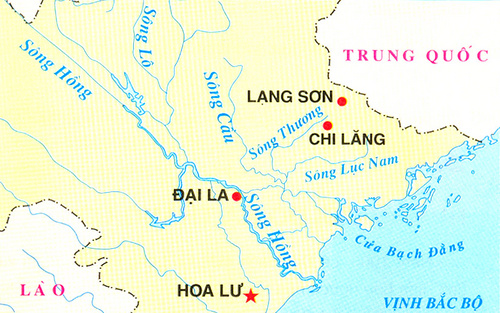 Sông Lô
TRUNG QUỐC
Sông Hồng
Sông Cầu
LẠNG SƠN
Sông Thương
CHI LĂNG
Sông Lục Nam
ĐẠI LA
Sông Hồng
Cửa Bạch Đằng
LÀO
HOA LƯ
VỊNH BẮC BỘ